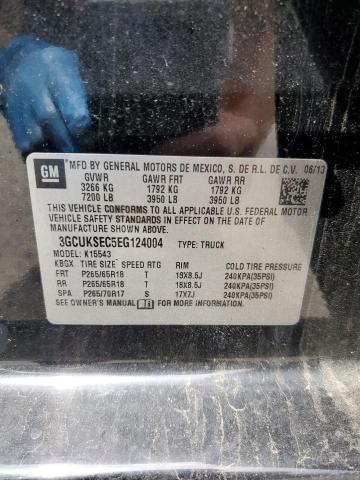 GM
MFD BY GENERAL MOTORS DE MEXICO, S. DE R.L. DE C.V. 06/13
GVWR GAWR FRT GAWR RR
3266 KG 1792 KG 1792 KG
7200 LB 3950 LB 3950 LB
THIS VEHICLE CONFORMS TO ALL APPLICABLE U.S. FEDERAL MOTOR
VEHICLE SAFETY STANDARDS IN EFFECT ON THE DATE OF
MANUFACTURE SHOWN ABOVE.
3GCUKSEC5EG124004 TYPE: TRUCK
MODEL: K15543
KBGX TIRE SIZE SPEED RTG RIM COLD TIRE PRESSURE
FRT P265/65R18 T 18X8.5J 240KPA(35PSI)
RR P265/65R18 T 18X8.5J 240KPA(35PSI)
SPA P265/70R17 S 17X7J 240KPA(35PSI)
SEE OWNER'S MANUAL FOR MORE INFORMATION.